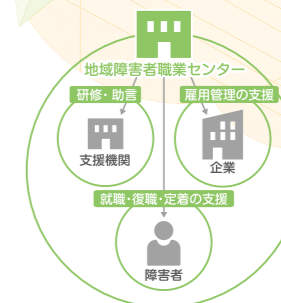 地域障害者職業センター
研修・助言
雇用管理の支援
支援機関
企業
就職・復職・定着の支援
障害者